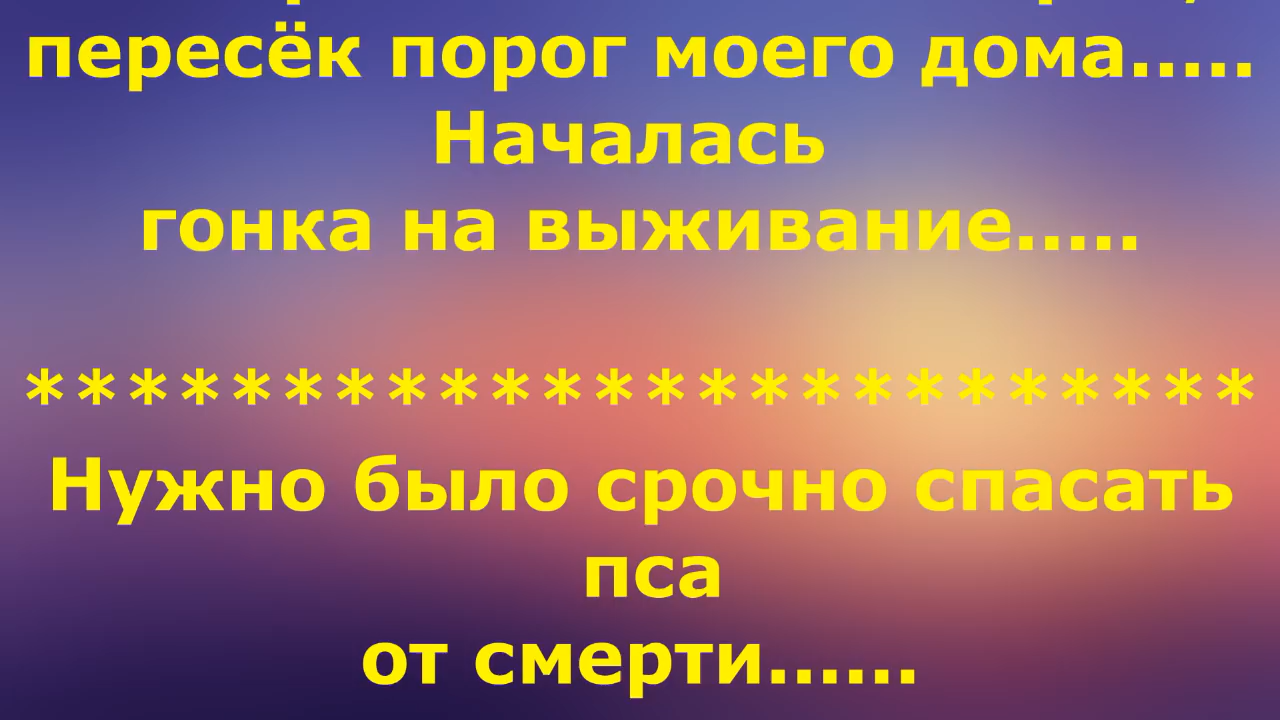 пересёк порог моего дома.....
Началась
гонка на выживание.....
************************
Нужно было срочно спасать
пса
от смерти......